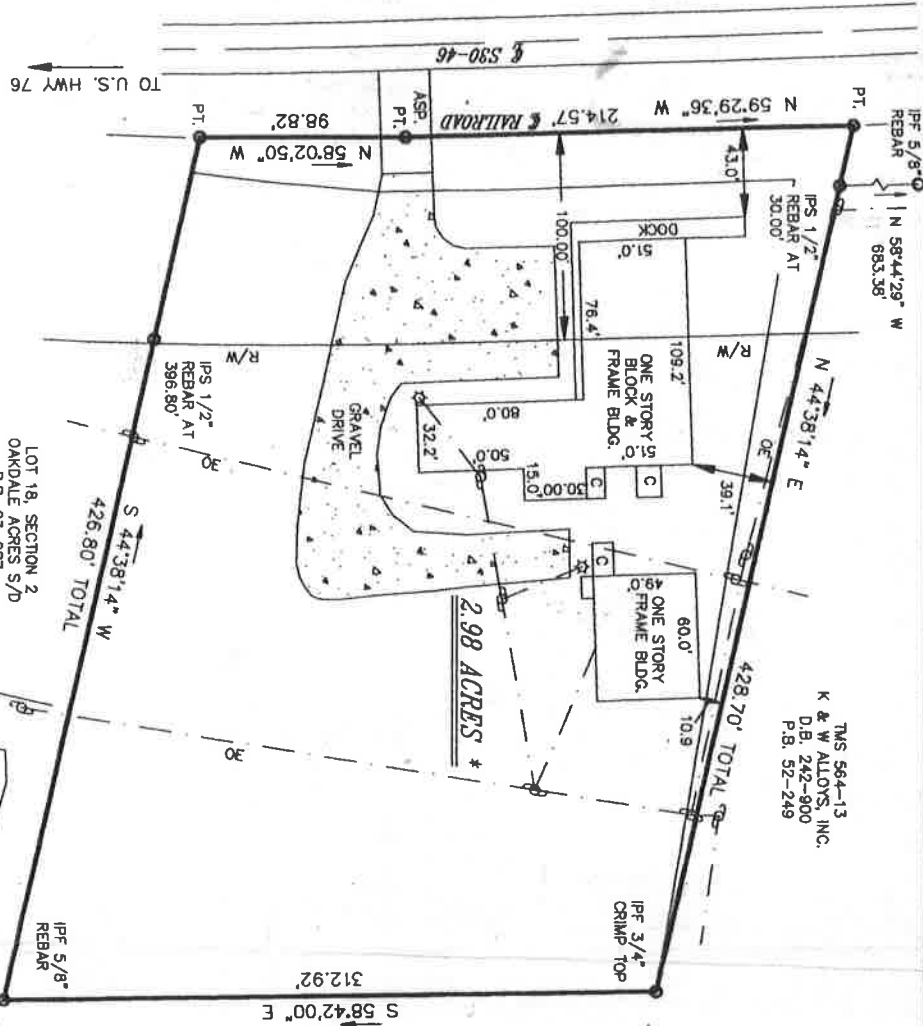 ℄ S30-46
TO U.S. HWY 76
IPF 5/8"
REBAR
N 58°44'29" W
683.38'
PT.
N 59°29'36" W
214.57'
℄ RAILROAD
ASP.
PT.
N 58°02'50" W
98.82'
PT.
IPS 1/2"
REBAR AT
30.00'
43.0'
DOCK
51.0'
100.00'
76.4'
109.2'
R/W
R/W
ONE STORY
BLOCK &
FRAME BLDG.
51.0'
80.0'
32.2'
50.0'
15.0'
30.00'
C
C
C
GRAVEL
DRIVE
39.1'
N 44°38'14" E
OE
428.70' TOTAL
TMS 564-13
K & W ALLOYS, INC.
D.B. 242-900
P.B. 52-249
ONE STORY
FRAME BLDG.
60.0'
49.0'
10.9
2.98 ACRES *
IPS 1/2"
REBAR AT
396.80'
OE
OE
S 44°38'14" W
426.80' TOTAL
LOT 18, SECTION 2
OAKDALE ACRES S/D
IPF 3/4"
CRIMP TOP
312.92'
S 58°42'00" E
IPF 5/8"
REBAR